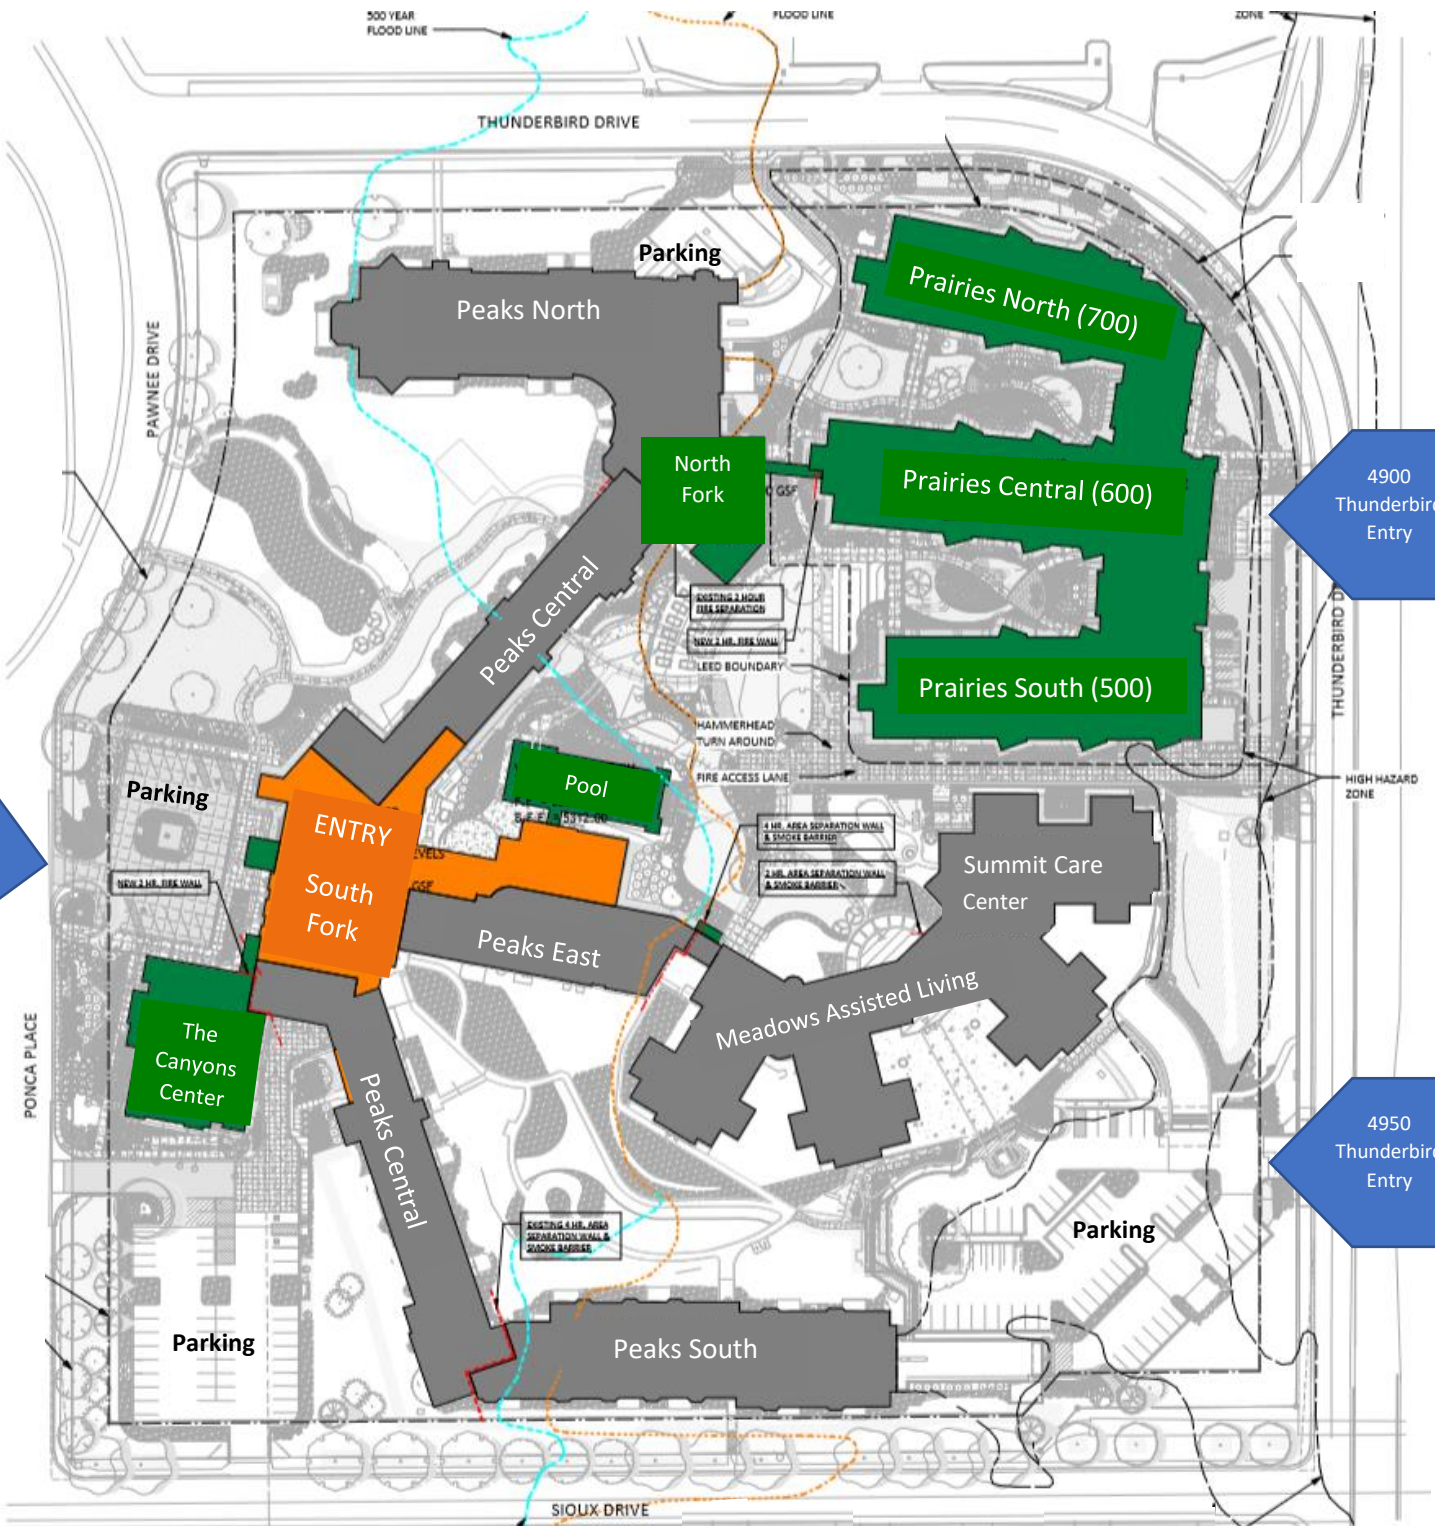 500 YEAR
FLOOD LINE
FLOOD LINE
ZONE
THUNDERBIRD DRIVE
Parking
Peaks North
Prairies North (700)
PAWNEE DRIVE
North
Fork
GSF
Prairies Central (600)
4900
Thunderbird
Entry
EXISTING 2 HOUR
FIRE SEPARATION
NEW 2 HR. FIRE WALL
LEED BOUNDARY
Peaks Central
Prairies South (500)
THUNDERBIRD D
HAMMERHEAD
TURN AROUND
FIRE ACCESS LANE
HIGH HAZARD
ZONE
Parking
Pool
ENTRY
South
Fork
EVELS
GSF
4 HR. AREA SEPARATION WALL
& SMOKE BARRIER
2 HR. AREA SEPARATION WALL
& SMOKE BARRIER
Summit Care
Center
NEW 2 HR. FIRE WALL
Peaks East
Meadows Assisted Living
The
Canyons
Center
PONCA PLACE
Peaks Central
4950
Thunderbird
Entry
EXISTING 4 HR. AREA
SEPARATION WALL &
SMOKE BARRIER
Parking
Parking
Peaks South
SIOUX DRIVE